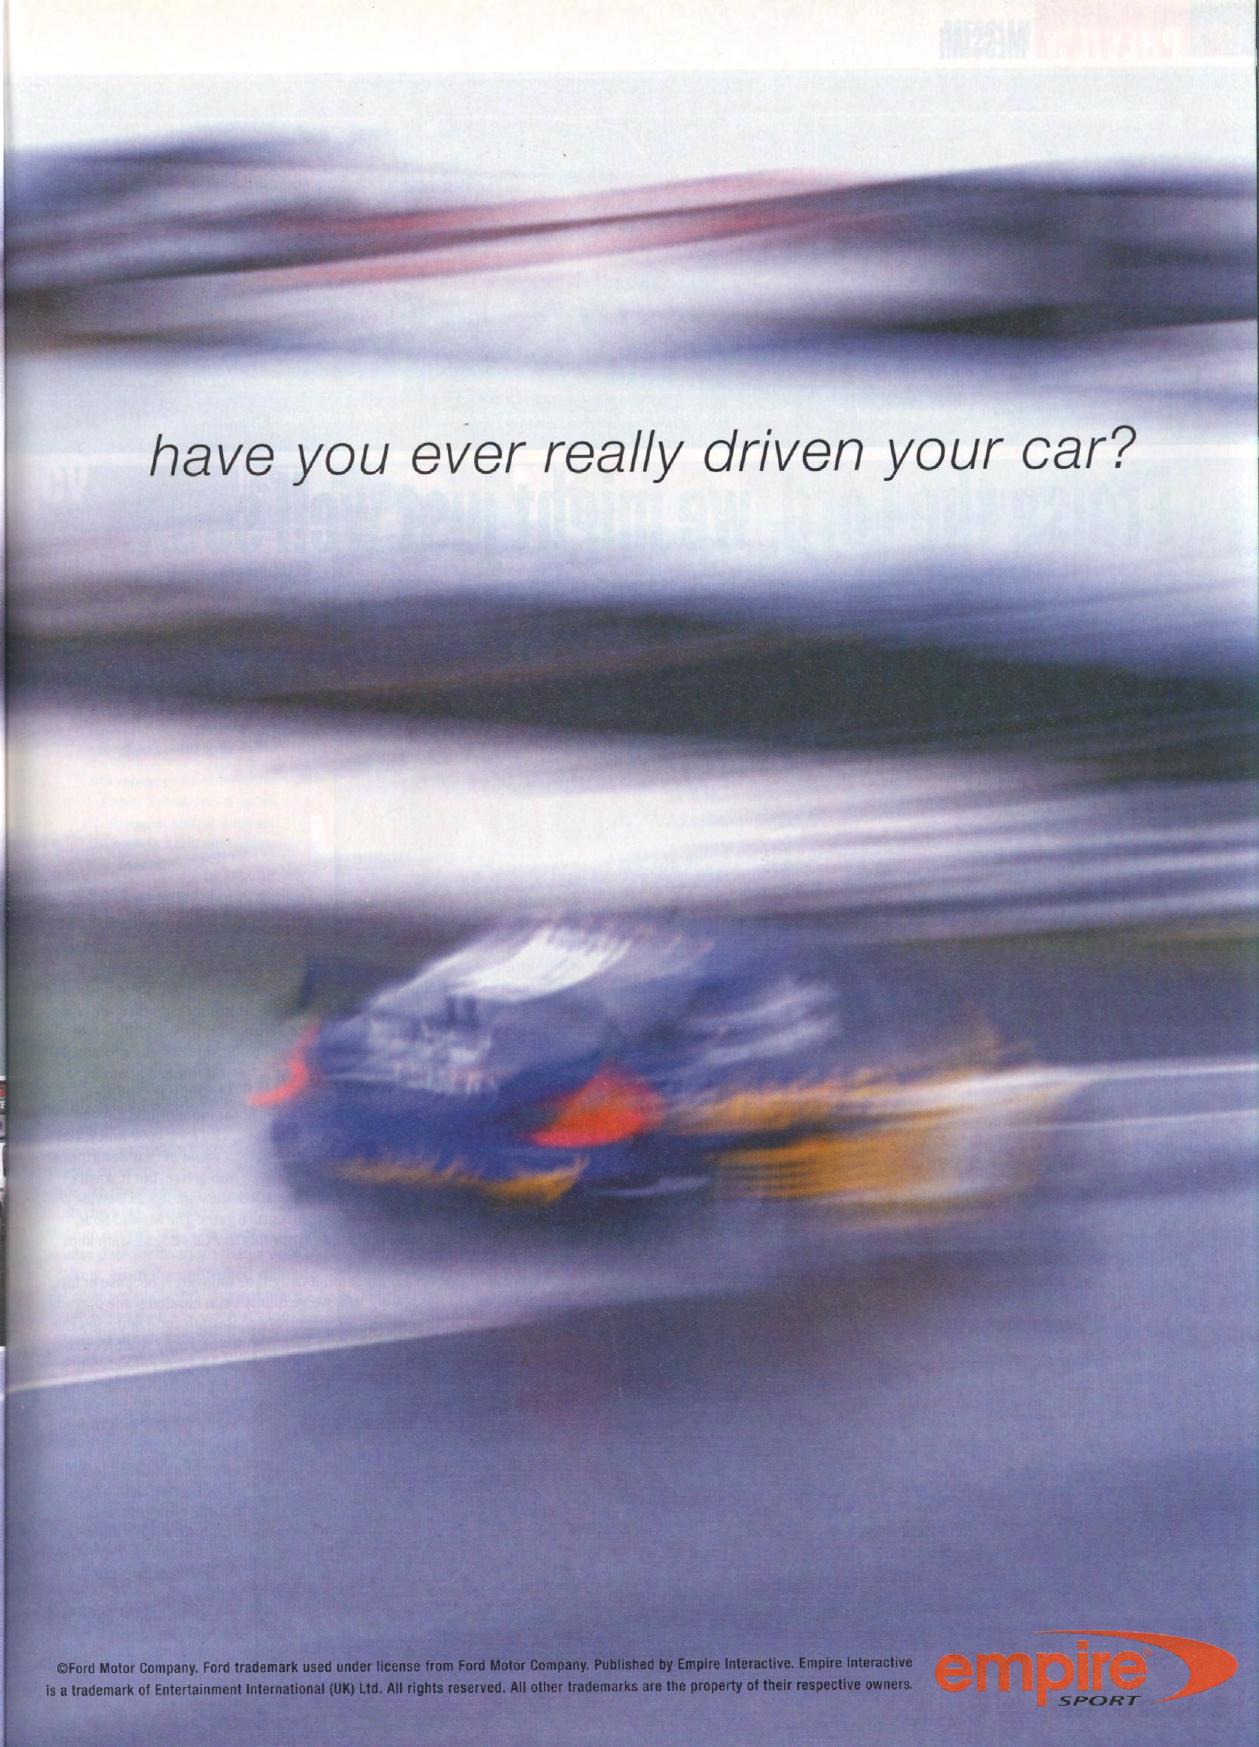 have you ever really driven your car?
©Ford Motor Company. Ford trademark used under license from Ford Motor Company. Published by Empire Interactive. Empire Interactive
is a trademark of Entertainment International (UK) Ltd. All rights reserved. All other trademarks are the property of their respective owners.
empire
SPORT